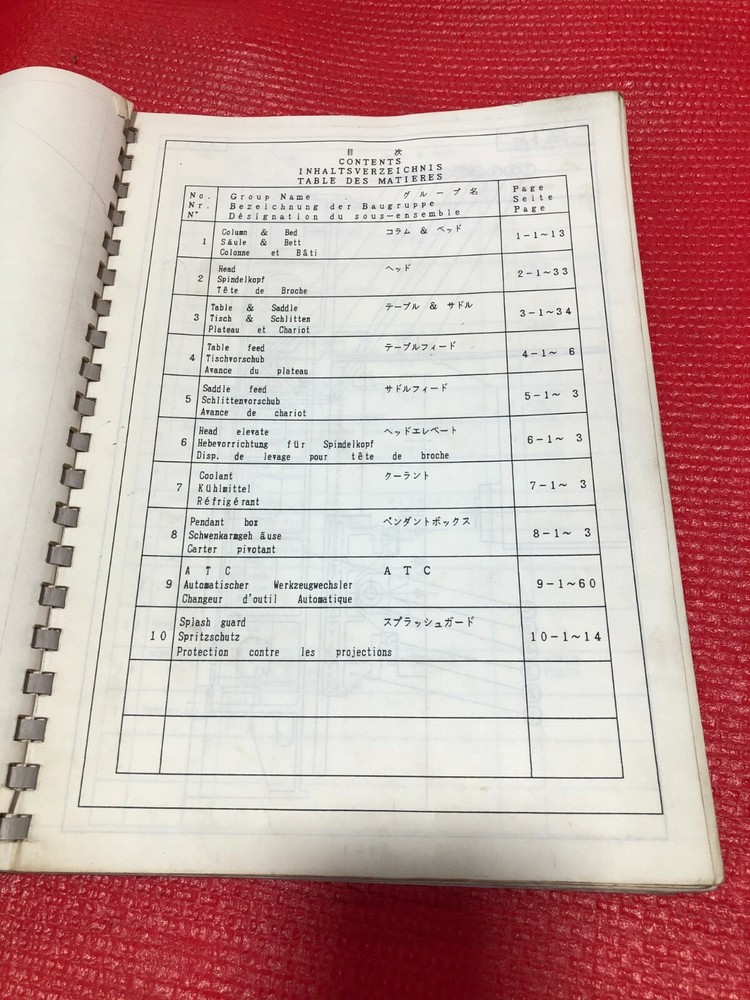 目 次
CONTENTS
INHALTSVERZEICHNIS
TABLE DES MATIERES
No. Group Name グループ名 Page
Nr. Bezeichnung der Baugruppe Seite
N° Désignation du sous-ensemble Page
1 Column & Bed コラム & ベッド 1-1~13
Säule & Bett
Colonne et Bâti
2 Head ヘッド 2-1~33
Spindelkopf
Tête de Broche
3 Table & Saddle テーブル & サドル 3-1~34
Tisch & Schlitten
Plateau et Chariot
4 Table feed テーブルフィード 4-1~ 6
Tischvorschub
Avance du plateau
5 Saddle feed サドルフィード 5-1~ 3
Schlittenvorschub
Avance de chariot
6 Head elevate ヘッドエレベート 6-1~ 3
Hebevorrichtung für Spindelkopf
Disp. de levage pour tête de broche
7 Coolant クーラント 7-1~ 3
Kühlmittel
Réfrigérant
8 Pendant box ペンダントボックス 8-1~ 3
Schwenkarmgeh äuse
Carter pivotant
9 A T C A T C 9-1~60
Automatischer Werkzeugwechsler
Changeur d'outil Automatique
10 Splash guard スプラッシュガード 10-1~14
Spritzschutz
Protection contre les projections